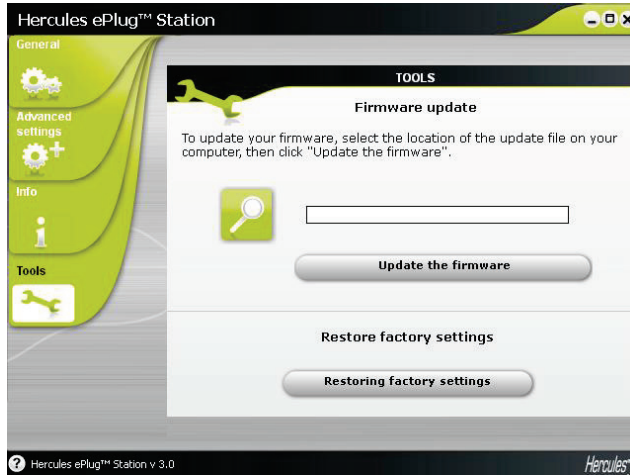 Hercules ePlug™ Station
General
Advanced
settings
Info
Tools
TOOLS
Firmware update
To update your firmware, select the location of the update file on your
computer, then click "Update the firmware".
Update the firmware
Restore factory settings
Restoring factory settings
Hercules ePlug™ Station v 3.0
Hercules